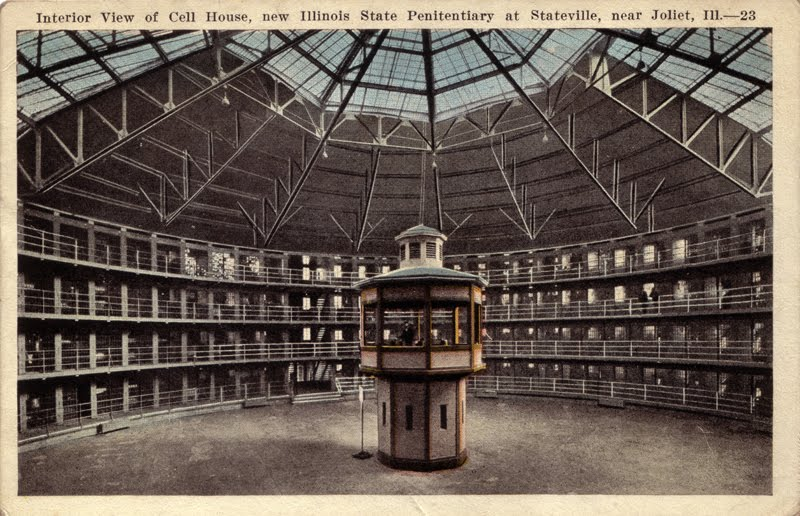 Interior View of Cell House, new Illinois State Penitentiary at Stateville, near Joliet, Ill.—23